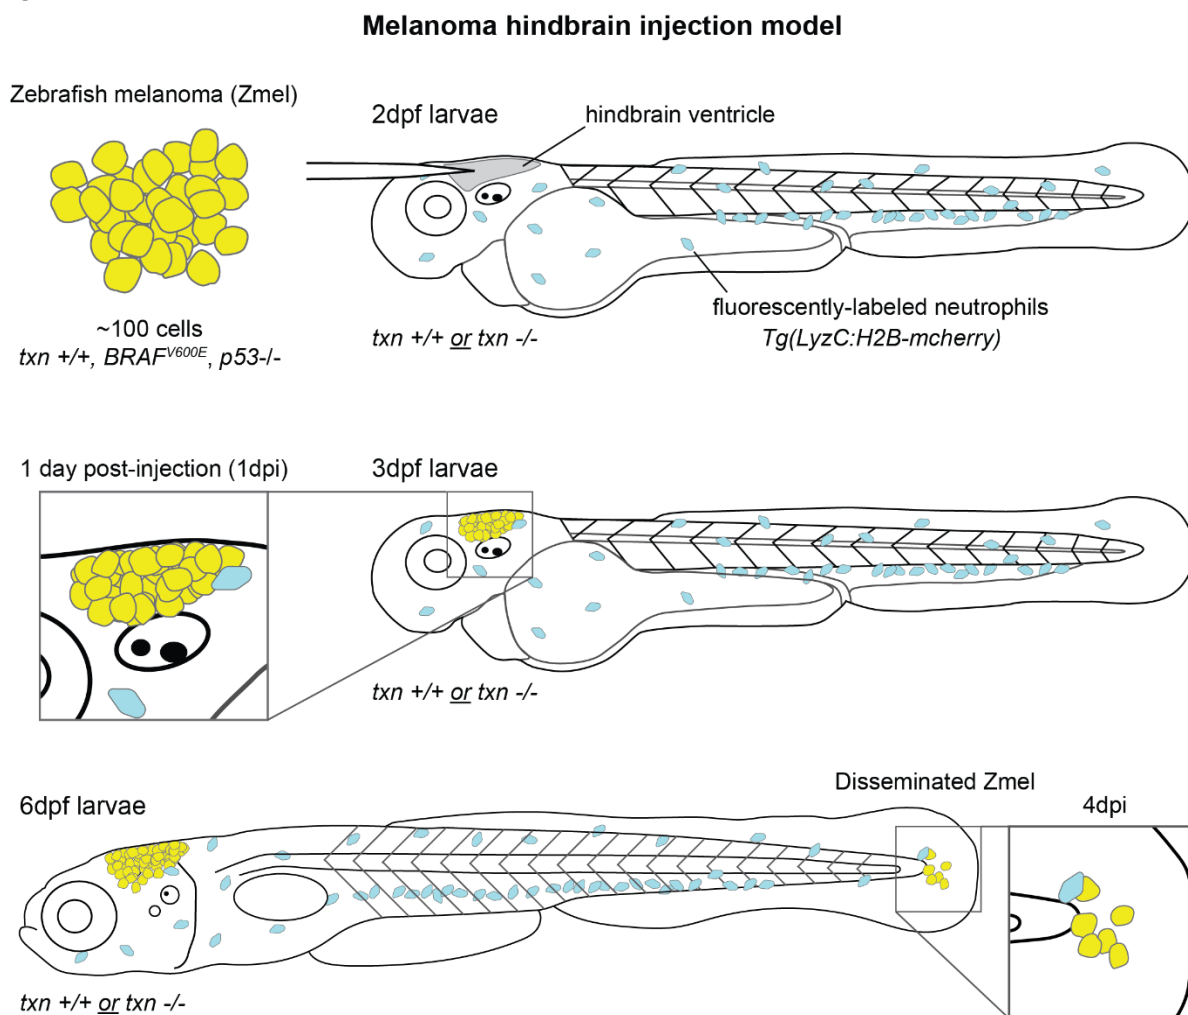 Melanoma hindbrain injection model
Zebrafish melanoma (Zmel)
2dpf larvae
hindbrain ventricle
~100 cells
txn +/+, BRAFV600E, p53-/-
txn +/+ or txn -/-
fluorescently-labeled neutrophils
Tg(LyzC:H2B-mcherry)
1 day post-injection (1dpi)
3dpf larvae
txn +/+ or txn -/-
6dpf larvae
Disseminated Zmel
4dpi
txn +/+ or txn -/-